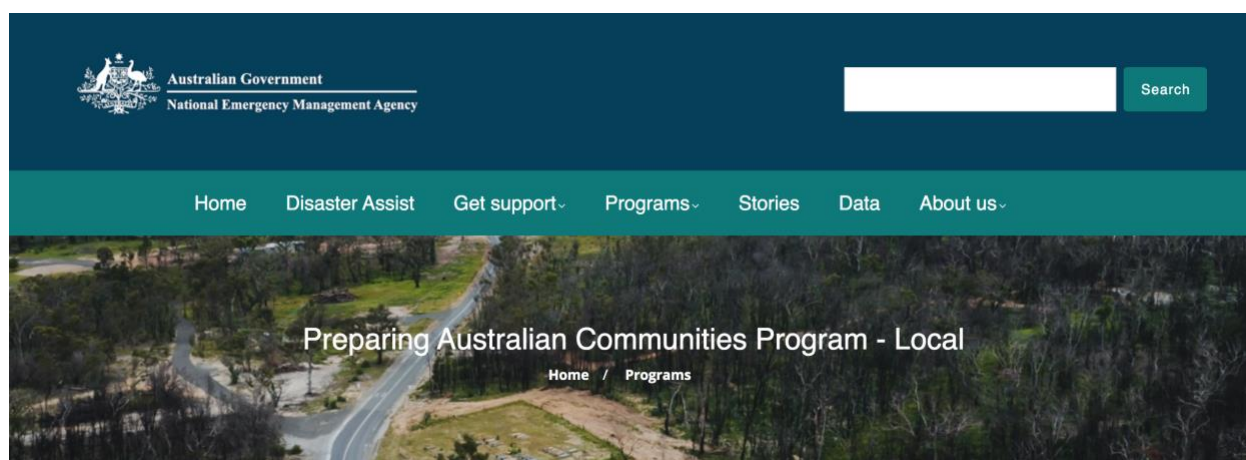 Australian Government
National Emergency Management Agency
Search
Home Disaster Assist Get support Programs Stories Data About us
Preparing Australian Communities Program - Local
Home / Programs